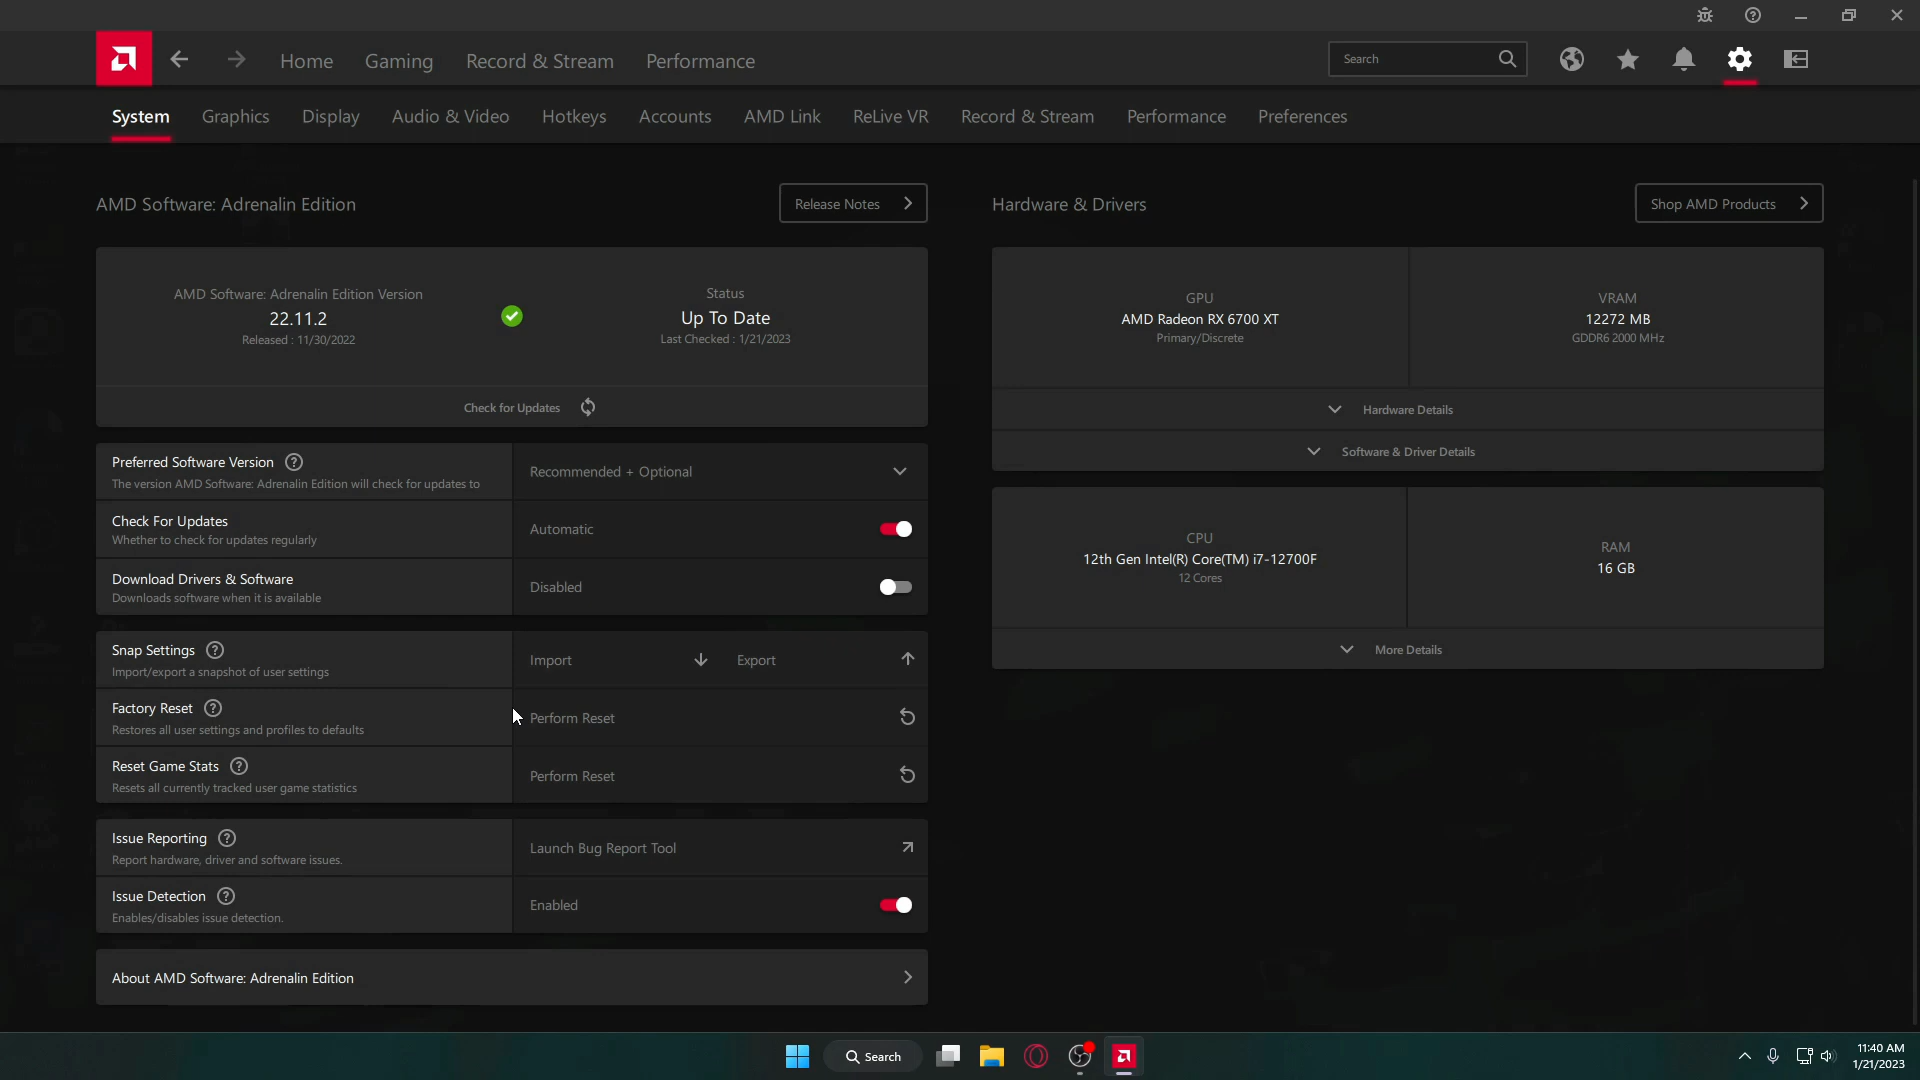 Home Gaming Record & Stream Performance
Search
System Graphics Display Audio & Video Hotkeys Accounts AMD Link ReLive VR Record & Stream Performance Preferences
AMD Software: Adrenalin Edition
Release Notes
AMD Software: Adrenalin Edition Version
22.11.2
Released : 11/30/2022
Status
Up To Date
Last Checked : 1/21/2023
Check for Updates
Preferred Software Version
The version AMD Software: Adrenalin Edition will check for updates to
Recommended + Optional
Check For Updates
Whether to check for updates regularly
Automatic
Download Drivers & Software
Downloads software when it is available
Disabled
Snap Settings
Import/export a snapshot of user settings
Import
Export
Factory Reset
Restores all user settings and profiles to defaults
Perform Reset
Reset Game Stats
Resets all currently tracked user game statistics
Perform Reset
Issue Reporting
Report hardware, driver and software issues.
Launch Bug Report Tool
Issue Detection
Enables/disables issue detection.
Enabled
About AMD Software: Adrenalin Edition
Hardware & Drivers
Shop AMD Products
GPU
AMD Radeon RX 6700 XT
Primary/Discrete
VRAM
12272 MB
GDDR6 2000 MHz
Hardware Details
Software & Driver Details
CPU
12th Gen Intel(R) Core(TM) i7-12700F
12 Cores
RAM
16 GB
More Details
Search
11:40 AM
1/21/2023